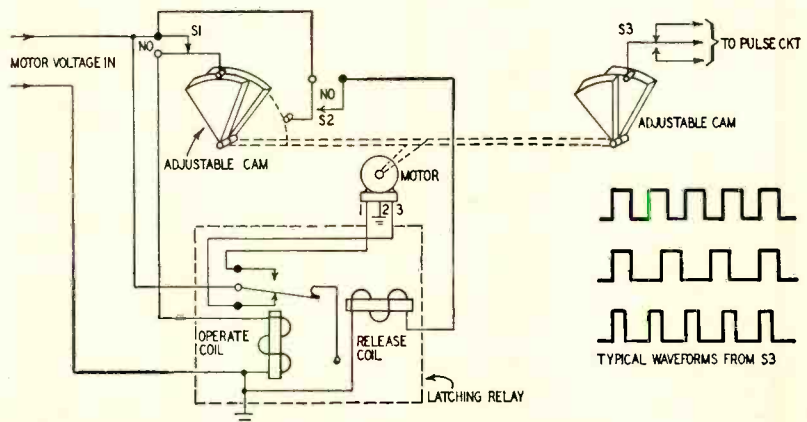 S1
NO
MOTOR VOLTAGE IN
ADJUSTABLE CAM
NO
S2
S3
TO PULSE CKT
ADJUSTABLE CAM
MOTOR
1 2 3
OPERATE
COIL
RELEASE
COIL
LATCHING RELAY
TYPICAL WAVEFORMS FROM S3